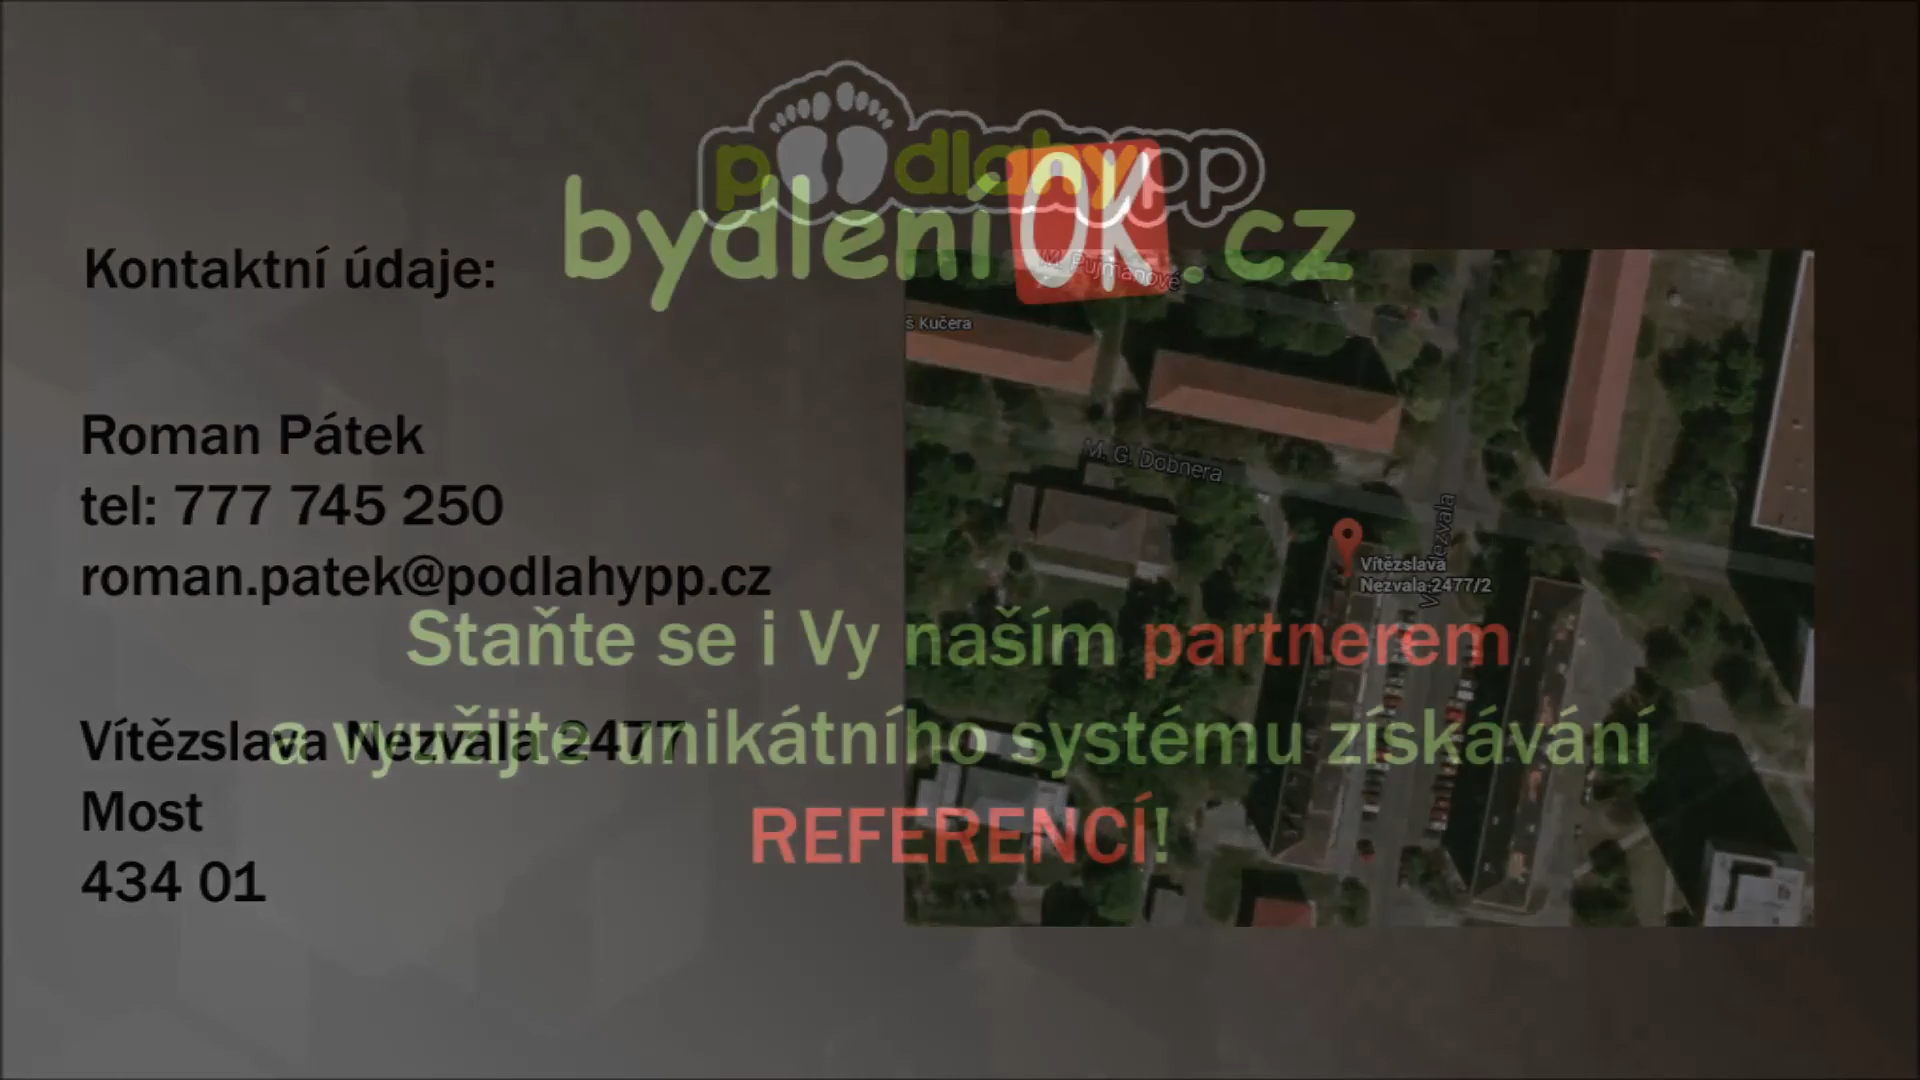 podlahypp
bydleníOK.cz
Kontaktní údaje:
M. Pujmanové
š Kučera
Roman Pátek
M. G. Dobnera
tel: 777 745 250
roman.patek@podlahypp.cz
Vítězslava
Nezvala 2477/2
Staňte se i Vy naším partnerem
a využijte unikátního systému získávání
REFERENCÍ!
Vítězslava Nezvala 2477
Most
434 01